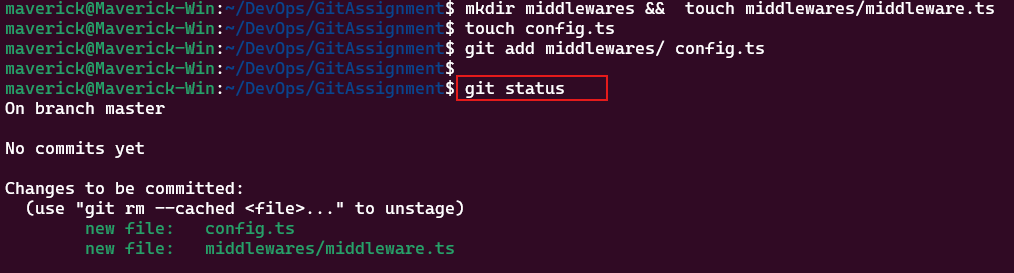 maverick@Maverick-Win:~/DevOps/GitAssignment$ mkdir middlewares &&  touch middlewares/middleware.ts
maverick@Maverick-Win:~/DevOps/GitAssignment$ touch config.ts
maverick@Maverick-Win:~/DevOps/GitAssignment$ git add middlewares/ config.ts
maverick@Maverick-Win:~/DevOps/GitAssignment$
maverick@Maverick-Win:~/DevOps/GitAssignment$ git status
On branch master
No commits yet
Changes to be committed:
  (use "git rm --cached <file>..." to unstage)
        new file:   config.ts
        new file:   middlewares/middleware.ts